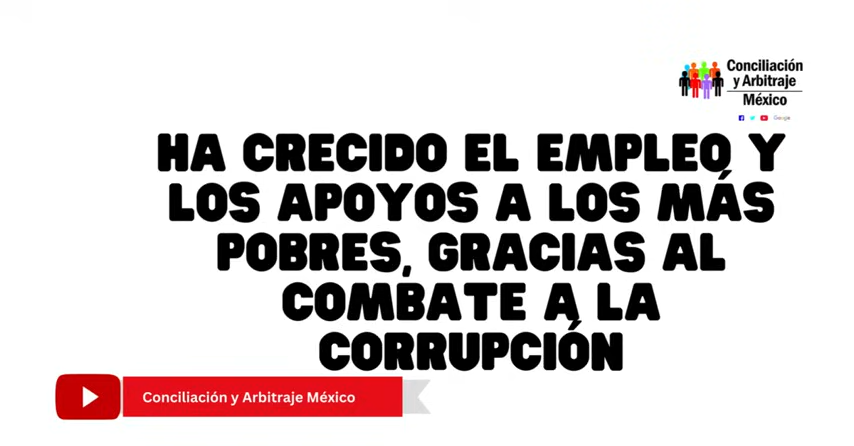 Conciliación
y Arbitraje
México
Google
HA CRECIDO EL EMPLEO Y
LOS APOYOS A LOS MÁS
POBRES, GRACIAS AL
COMBATE A LA
CORRUPCIÓN
Conciliación y Arbitraje México